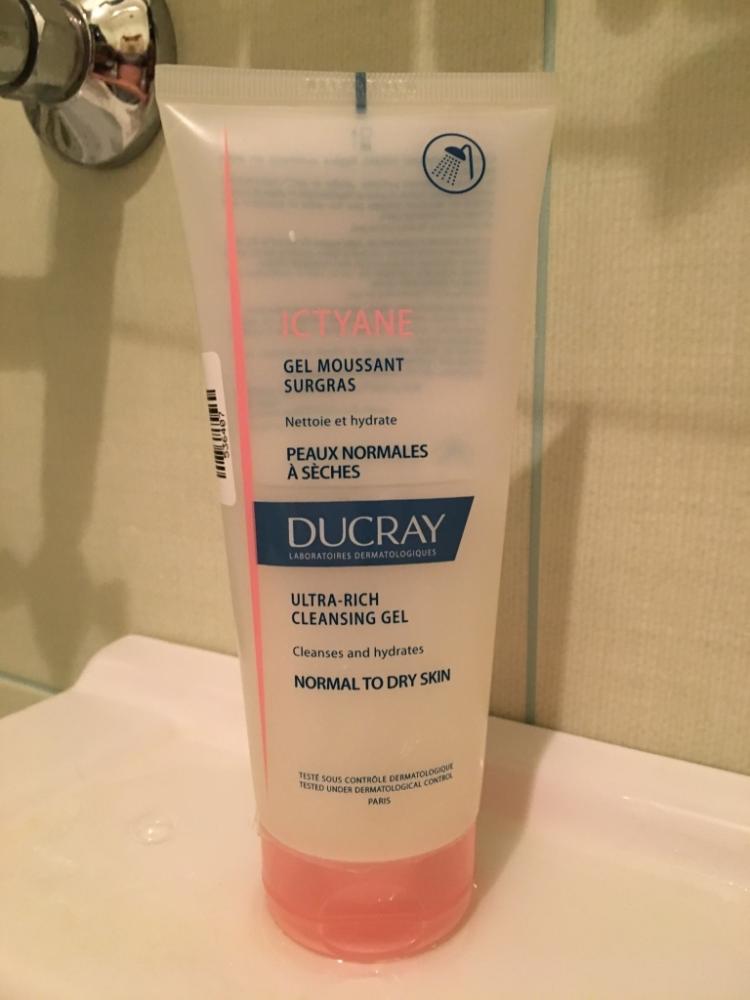 ICTYANE
GEL MOUSSANT
SURGRAS
Nettoie et hydrate
PEAUX NORMALES
À SÈCHES
DUCRAY
LABORATOIRES DERMATOLOGIQUES
ULTRA-RICH
CLEANSING GEL
Cleanses and hydrates
NORMAL TO DRY SKIN
TESTÉ SOUS CONTRÔLE DERMATOLOGIQUE
TESTED UNDER DERMATOLOGICAL CONTROL
PARIS